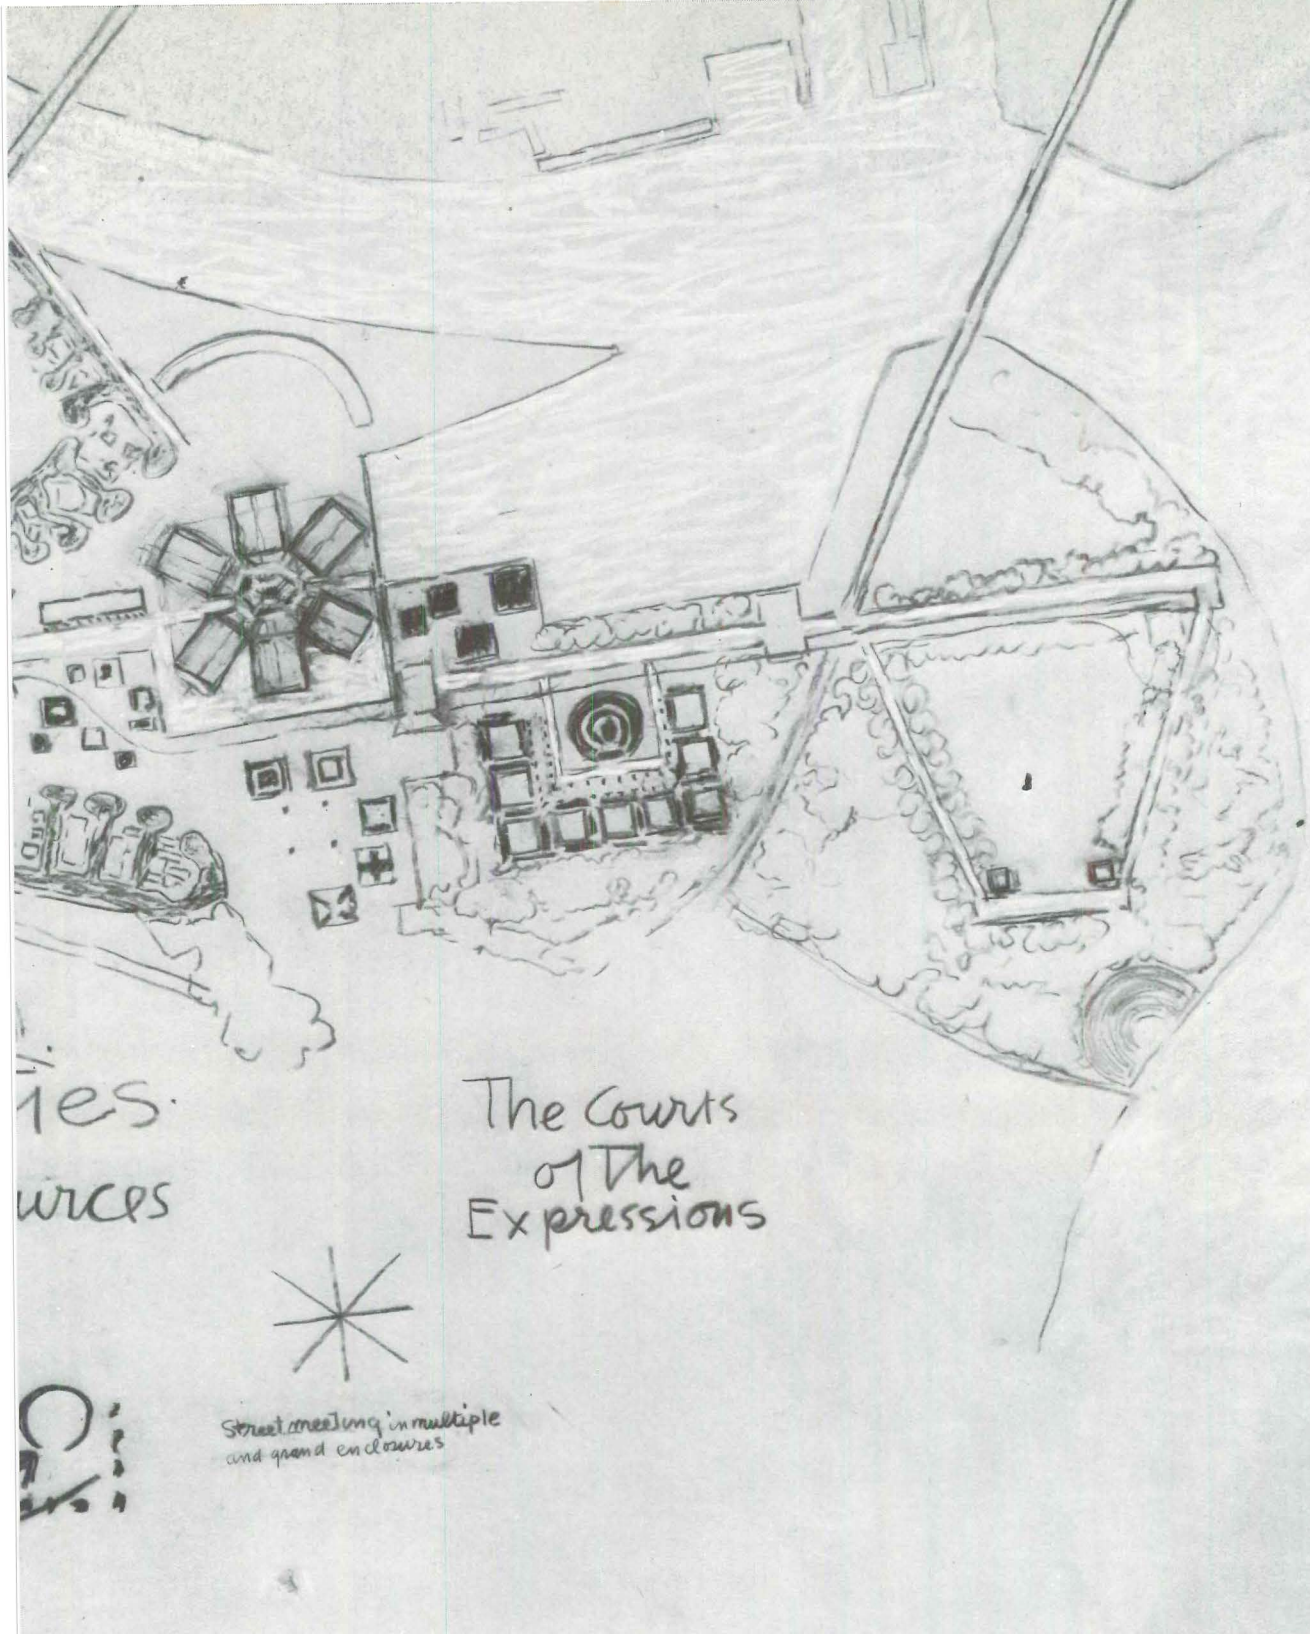 ies.
urces
The Courts
of The
Expressions
Street meeting in multiple
and grand enclosures